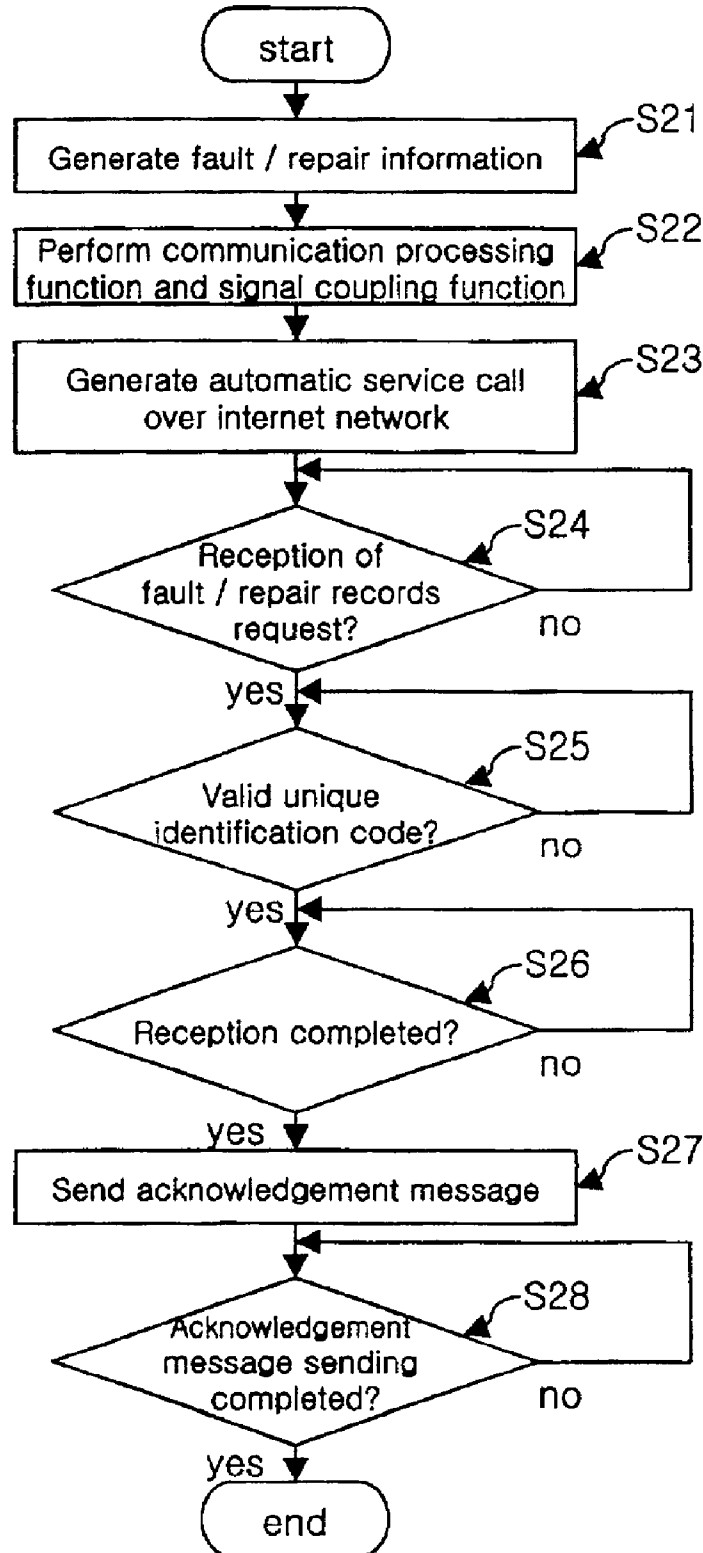 start
S21
Generate fault / repair information
S22
Perform communication processing
function and signal coupling function
S23
Generate automatic service call
over internet network
S24
Reception of
fault / repair records
request?
no
yes
S25
Valid unique
identification code?
no
yes
S26
Reception completed?
no
yes
S27
Send acknowledgement message
S28
Acknowledgement
message sending
completed?
no
yes
end